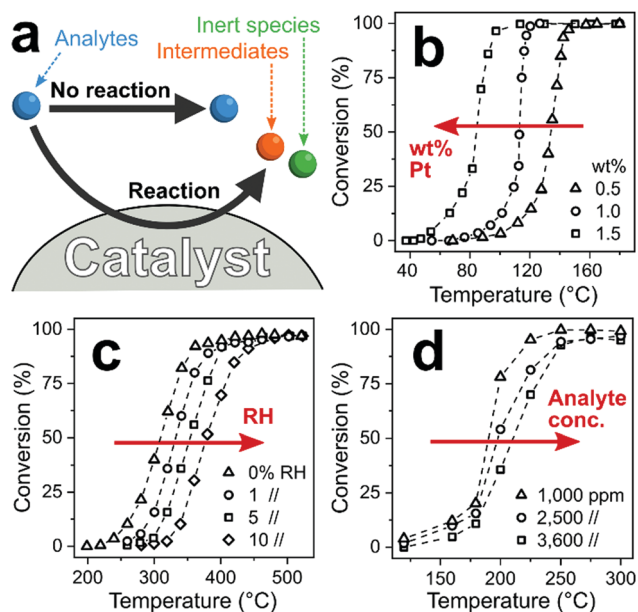 a
Analytes
Inert species
Intermediates
No reaction
Reaction
Catalyst
b
Conversion (%)
100
75
50
25
0
wt%
Pt
wt%
0.5
1.0
1.5
40
80
120
160
Temperature (°C)
c
Conversion (%)
100
75
50
25
0
RH
0% RH
1 //
5 //
10 //
200
300
400
500
Temperature (°C)
d
Conversion (%)
100
75
50
25
0
Analyte
conc.
1,000 ppm
2,500 //
3,600 //
150
200
250
300
Temperature (°C)